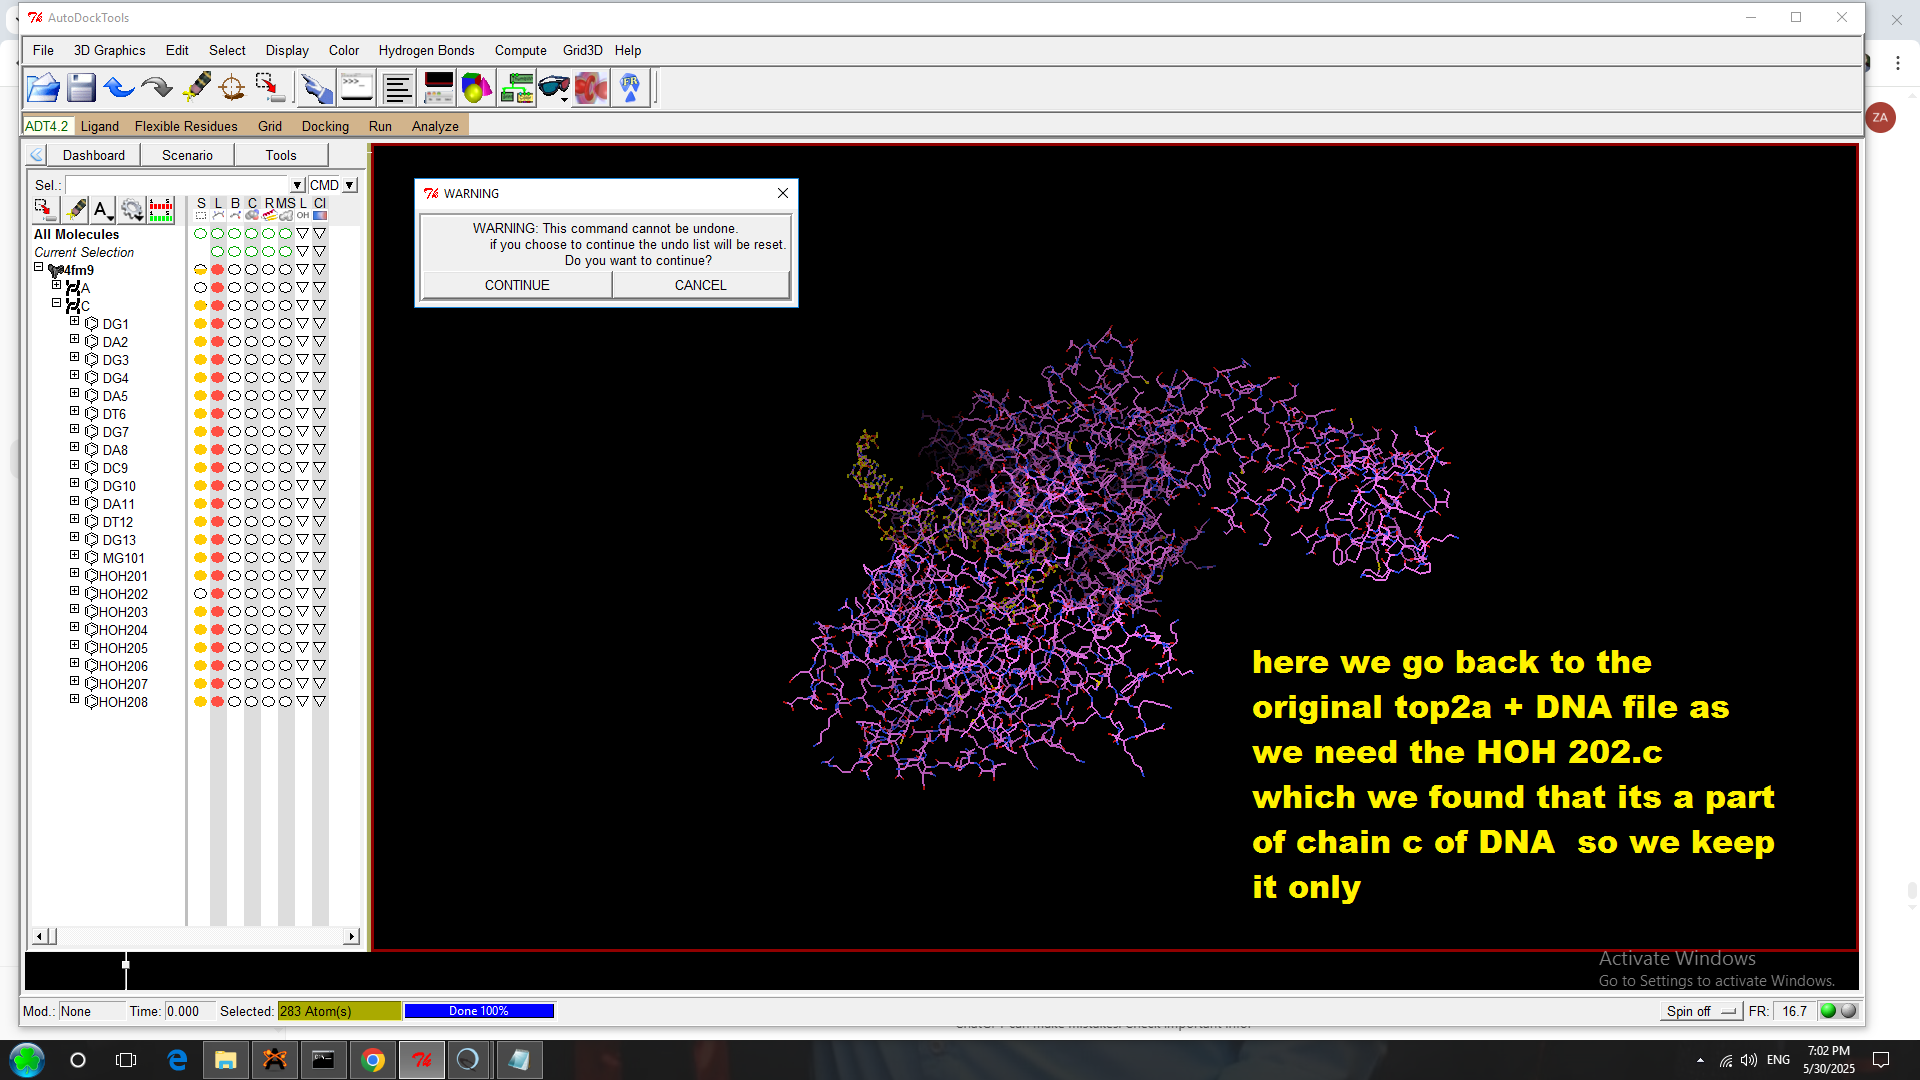 AutoDockTools
File 3D Graphics Edit Select Display Color Hydrogen Bonds Compute Grid3D Help
ADT4.2 Ligand Flexible Residues Grid Docking Run Analyze
ZA
Dashboard Scenario Tools
Sel.: CMD
S L B C R MS L Cl
A OH
All Molecules
Current Selection
4fm9
A
C
DG1
DA2
DG3
DG4
DA5
DT6
DG7
DA8
DC9
DG10
DA11
DT12
DG13
MG101
HOH201
HOH202
HOH203
HOH204
HOH205
HOH206
HOH207
HOH208
WARNING
WARNING: This command cannot be undone.
if you choose to continue the undo list will be reset.
Do you want to continue?
CONTINUE CANCEL
here we go back to the
original top2a + DNA file as
we need the HOH 202.c
which we found that its a part
of chain c of DNA so we keep
it only
Activate Windows
Go to Settings to activate Windows.
Mod.: None Time: 0.000 Selected: 283 Atom(s) Done 100% Spin off FR: 16.7
ENG
7:02 PM
5/30/2025